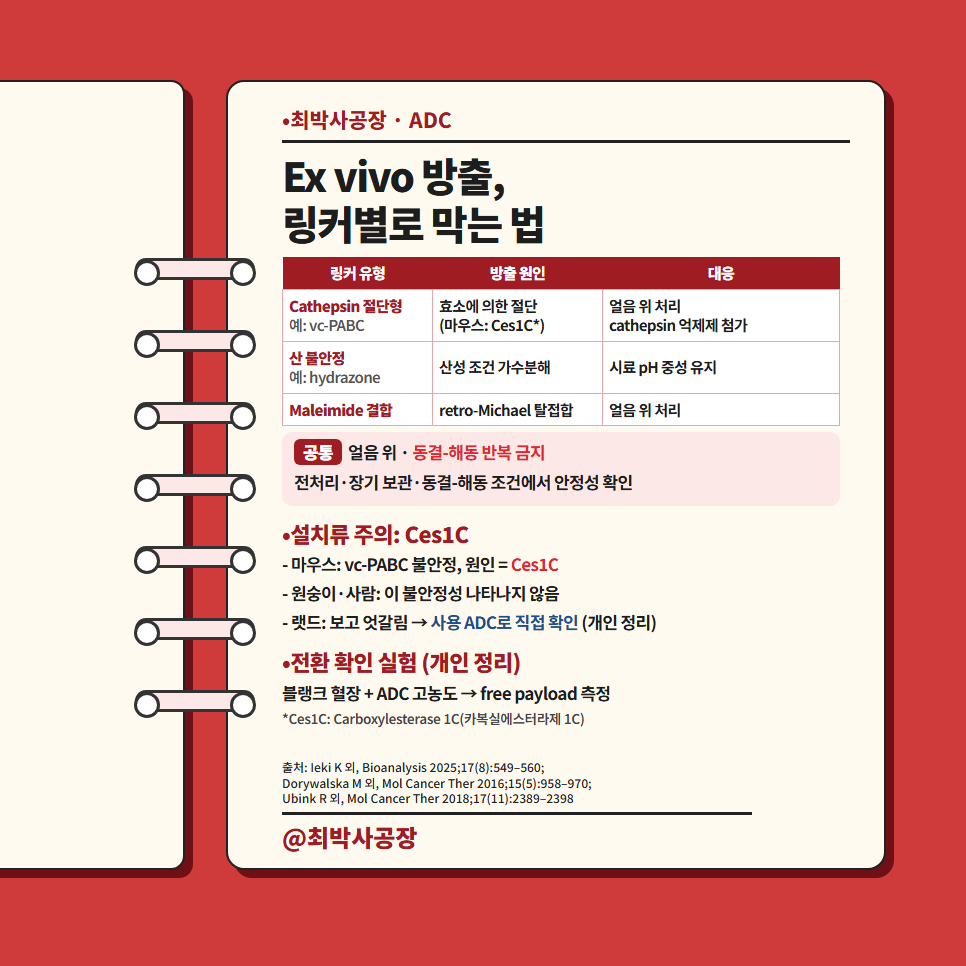 •최박사공장 · ADC
Ex vivo 방출,
링커별로 막는 법
링커 유형 방출 원인 대응
Cathepsin 절단형
예: vc-PABC
효소에 의한 절단
(마우스: Ces1C*)
얼음 위 처리
cathepsin 억제제 첨가
산 불안정
예: hydrazone
산성 조건 가수분해
시료 pH 중성 유지
Maleimide 결합 retro-Michael 탈접합 얼음 위 처리
공통 얼음 위 · 동결-해동 반복 금지
전처리·장기 보관·동결-해동 조건에서 안정성 확인
•설치류 주의: Ces1C
- 마우스: vc-PABC 불안정, 원인 = Ces1C
- 원숭이·사람: 이 불안정성 나타나지 않음
- 랫드: 보고 엇갈림 → 사용 ADC로 직접 확인 (개인 정리)
•전환 확인 실험 (개인 정리)
블랭크 혈장 + ADC 고농도 → free payload 측정
*Ces1C: Carboxylesterase 1C(카복실에스터라제 1C)
출처: Ieki K 외, Bioanalysis 2025;17(8):549–560;
Dorywalska M 외, Mol Cancer Ther 2016;15(5):958–970;
Ubink R 외, Mol Cancer Ther 2018;17(11):2389–2398
@최박사공장